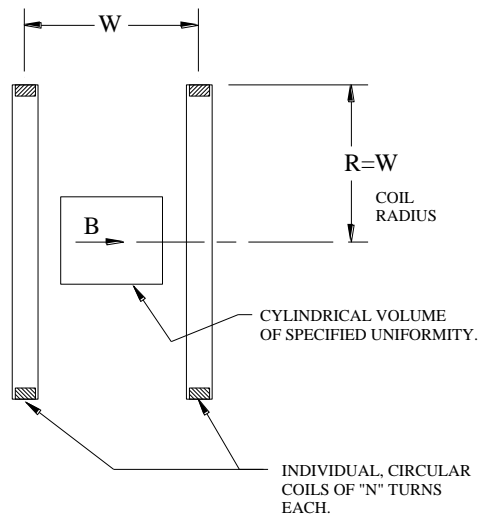 W
R=W
COIL
RADIUS
B
CYLINDRICAL VOLUME
OF SPECIFIED UNIFORMITY.
INDIVIDUAL, CIRCULAR
COILS OF "N" TURNS
EACH.